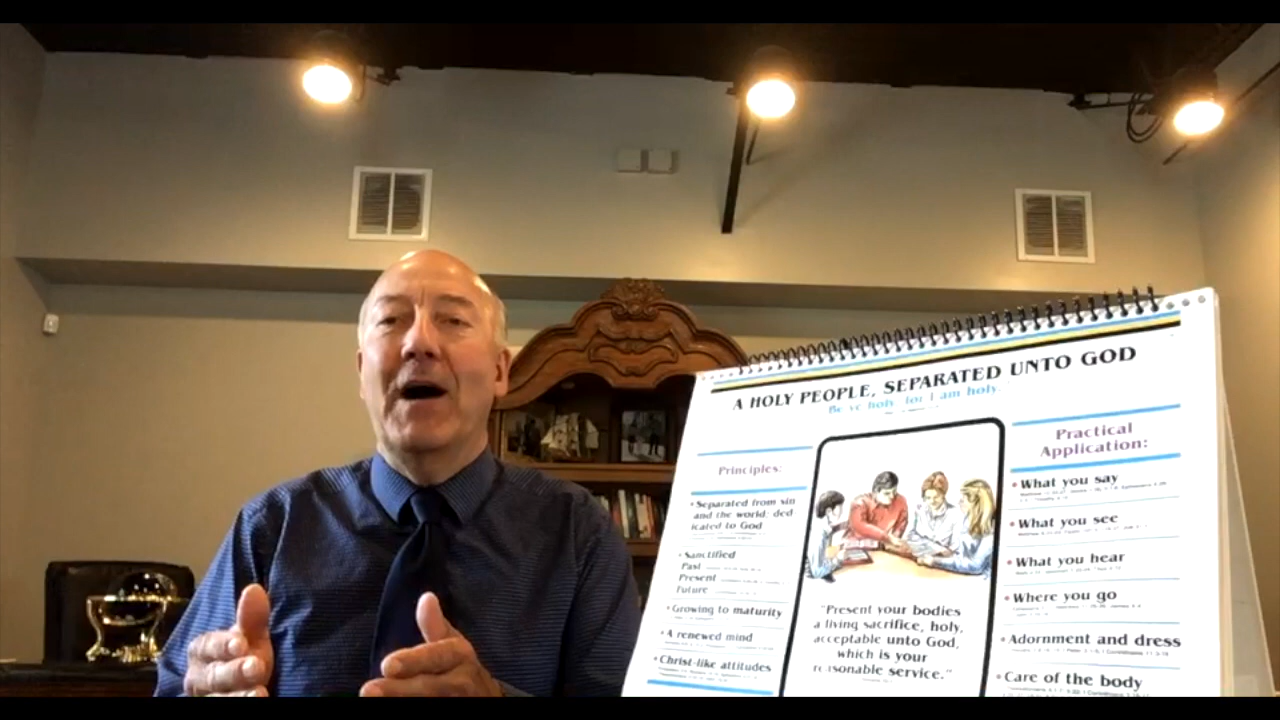 A HOLY PEOPLE, SEPARATED UNTO GOD
Be ye holy, for I am holy.
Principles:
• Separated from sin
and the world; ded
icated to God
• Sanctified
Past
Present
Future
• Growing to maturity
• A renewed mind
• Christ-like attitudes
"Present your bodies
a living sacrifice, holy,
acceptable unto God,
which is your
reasonable service."
Practical
Application:
• What you say
• What you see
• What you hear
• Where you go
• Adornment and dress
• Care of the body